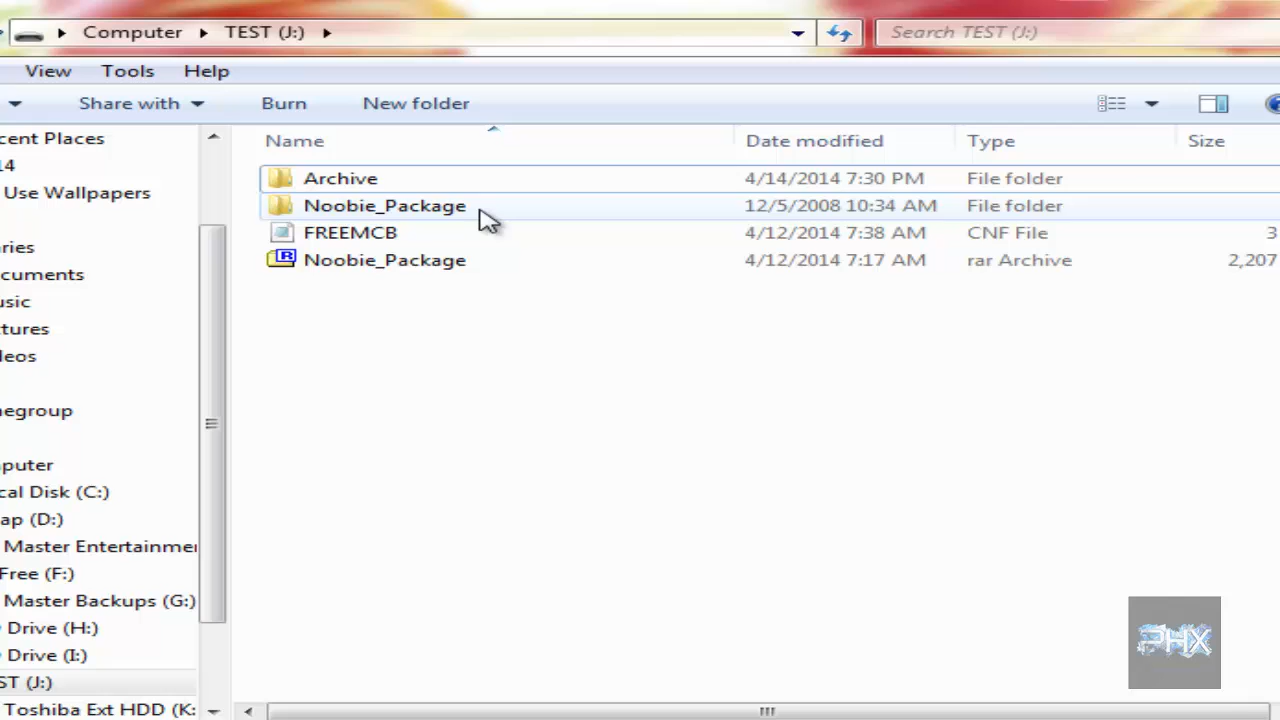 Computer TEST (J:) Search TEST (J:)
View Tools Help
Share with Burn New folder
Name Date modified Type Size
Archive 4/14/2014 7:30 PM File folder
Noobie_Package 12/5/2008 10:34 AM File folder
FREEMCB 4/12/2014 7:38 AM CNF File 3
Noobie_Package 4/12/2014 7:17 AM rar Archive 2,207
cent Places
14
Use Wallpapers
aries
cuments
usic
tures
deos
negroup
puter
cal Disk (C:)
ap (D:)
Master Entertainmen
Free (F:)
Master Backups (G:)
Drive (H:)
Drive (I:)
ST (J:)
Toshiba Ext HDD (K:
PHX